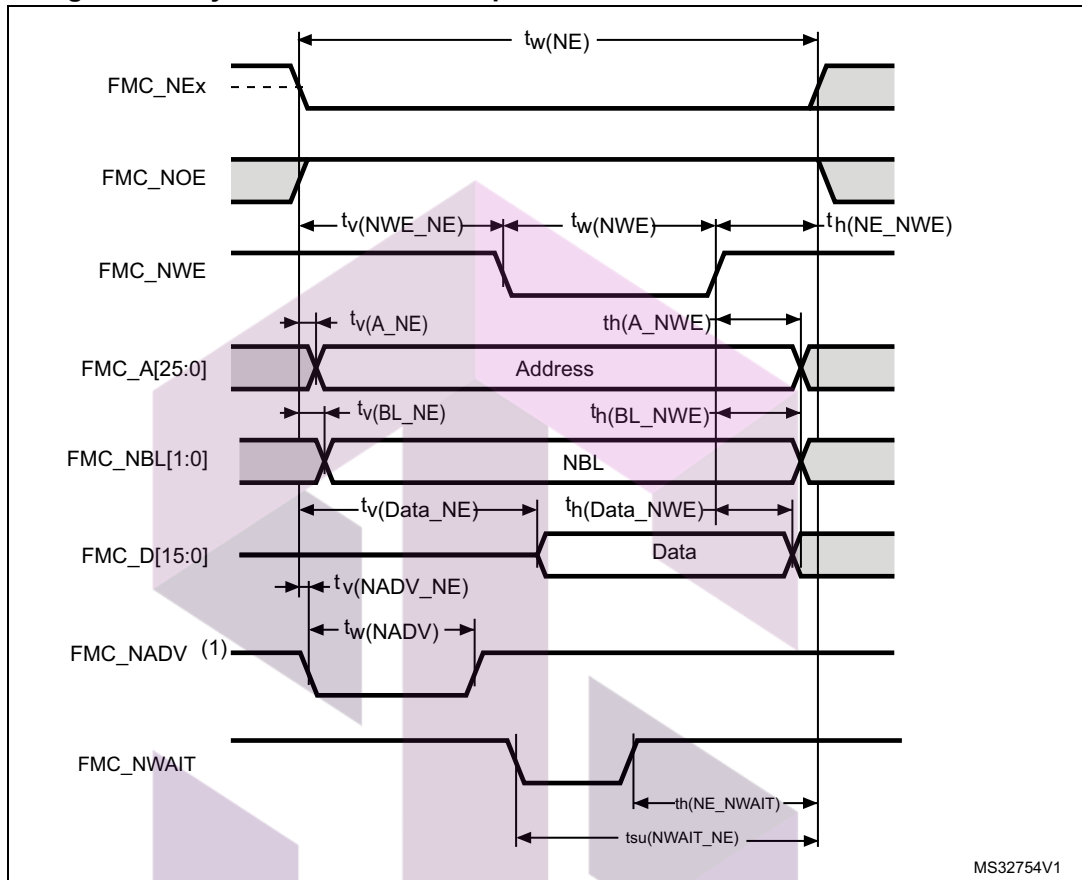 tw(NE)
FMC_NEx
FMC_NOE
tv(NWE_NE)
tw(NWE)
th(NE_NWE)
FMC_NWE
tv(A_NE)
th(A_NWE)
FMC_A[25:0]
Address
tv(BL_NE)
th(BL_NWE)
FMC_NBL[1:0]
NBL
tv(Data_NE)
th(Data_NWE)
FMC_D[15:0]
Data
tv(NADV_NE)
tw(NADV)
FMC_NADV (1)
FMC_NWAIT
th(NE_NWAIT)
tsu(NWAIT_NE)
MS32754V1